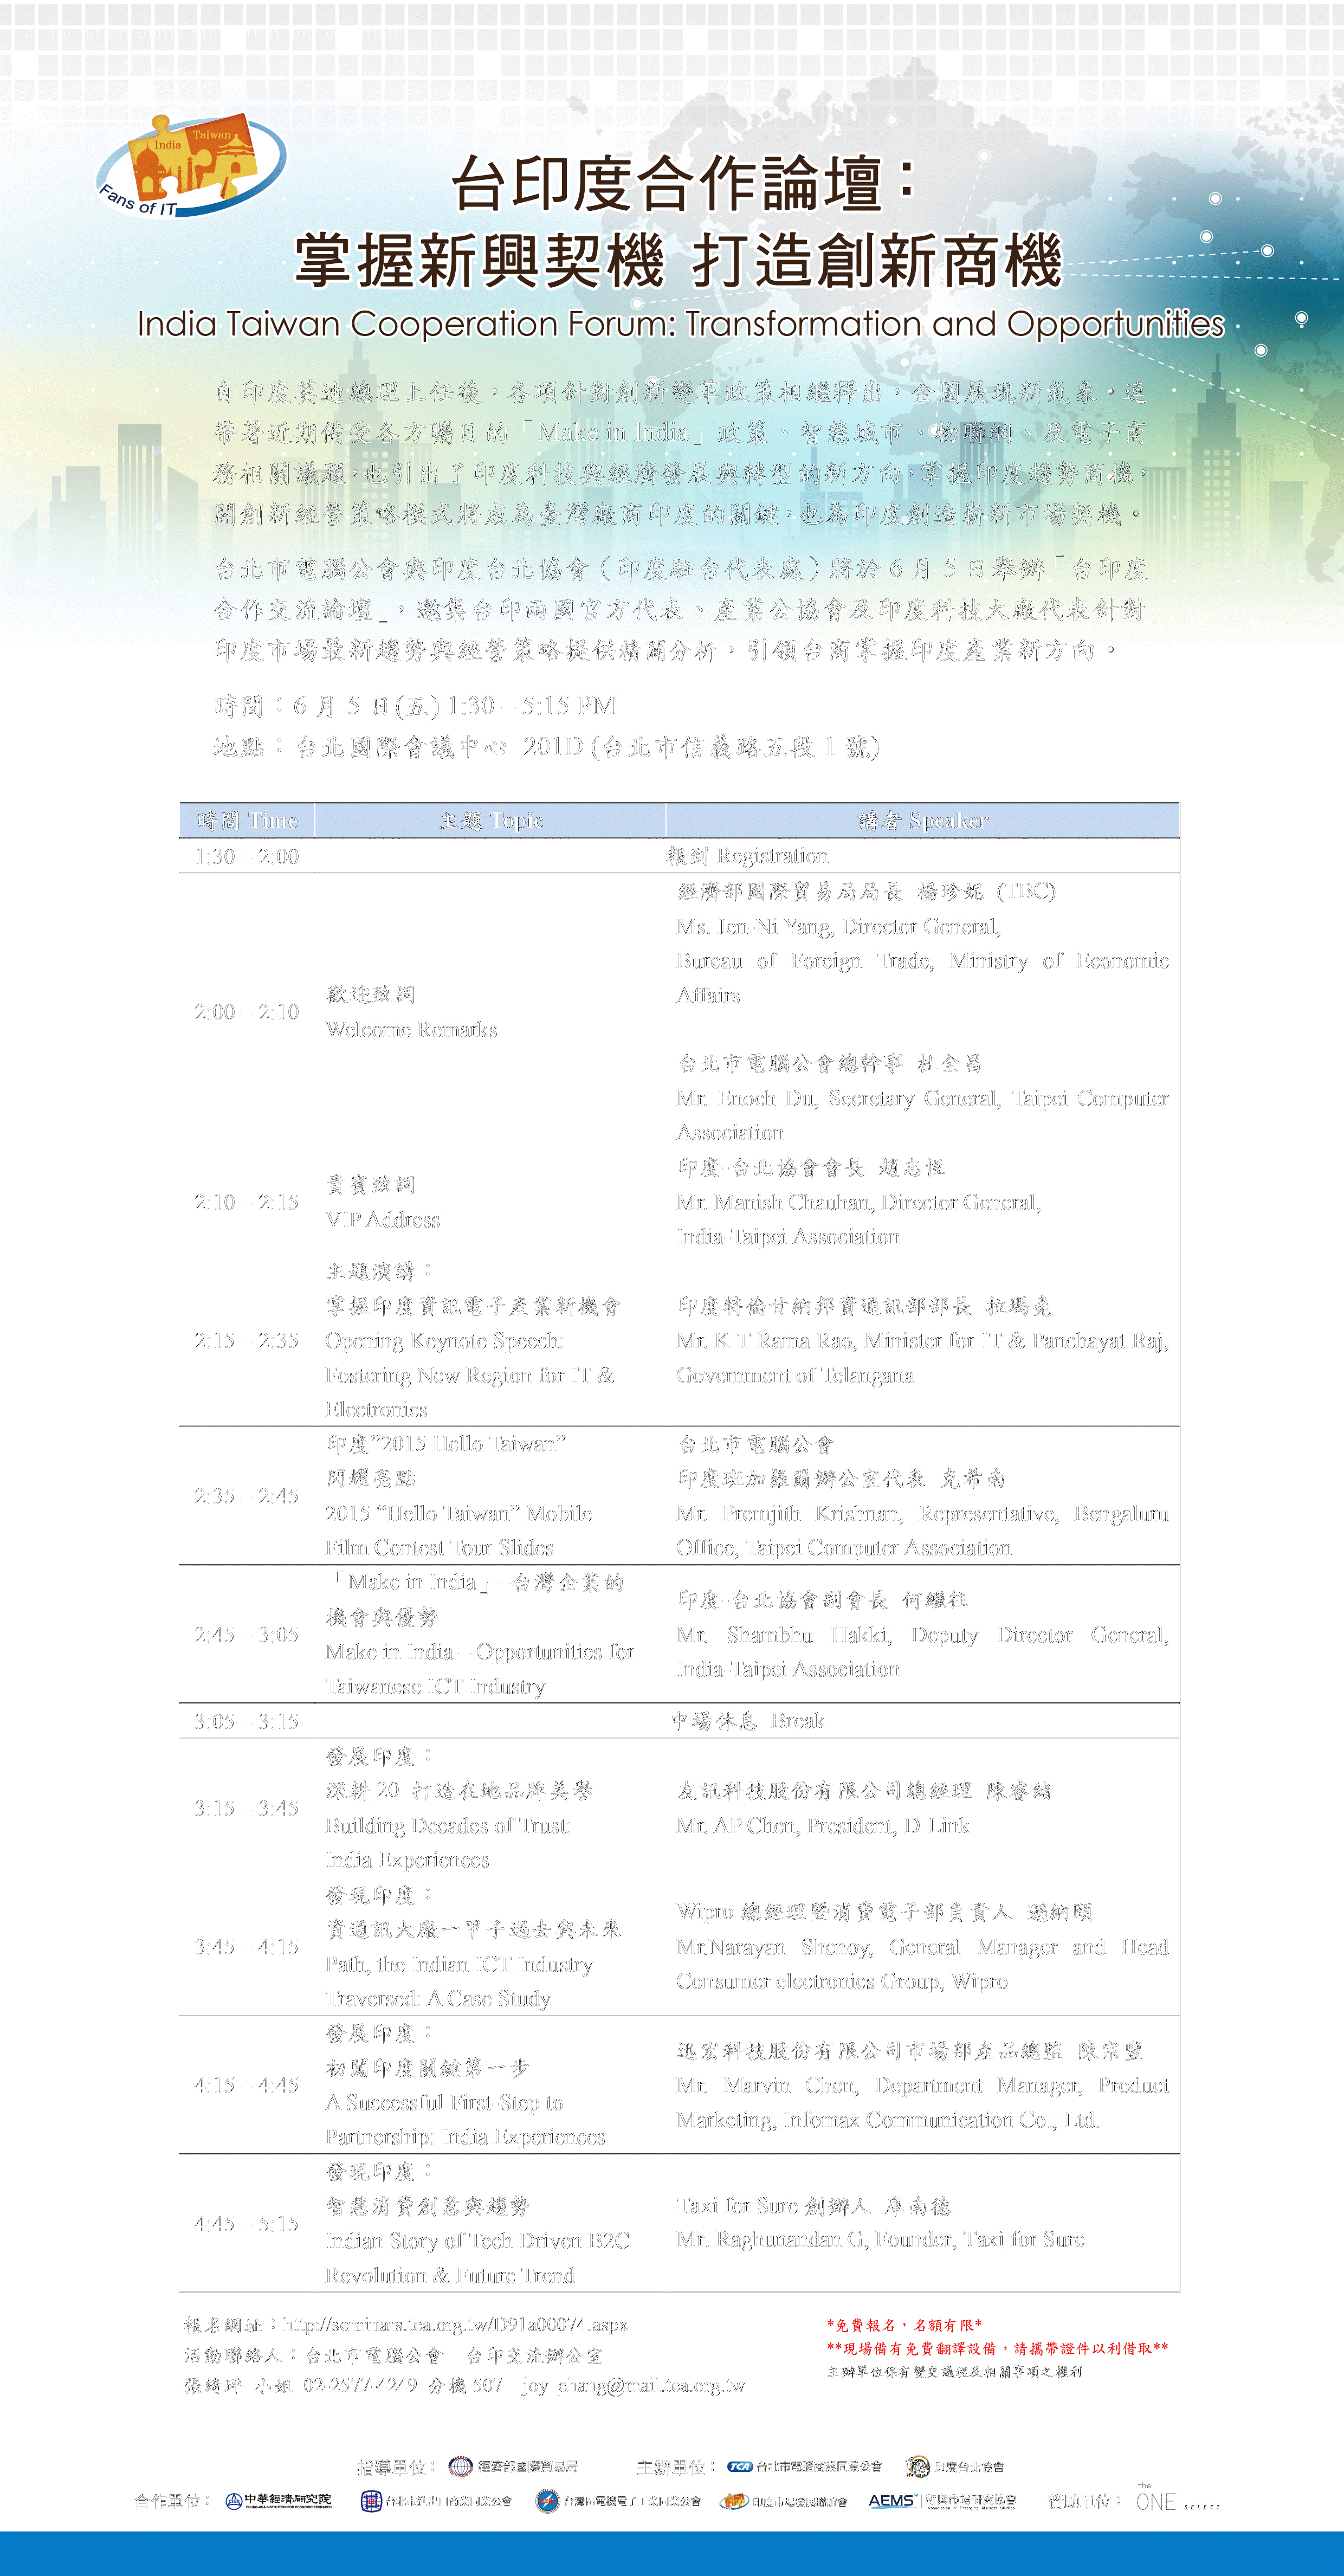 India
Taiwan
Fans of IT
台印度合作論壇：
掌握新興契機 打造創新商機
India Taiwan Cooperation Forum: Transformation and Opportunities
自印度莫迪總理上任後，各項針對創新變革政策相繼釋出，企圖展現新氣象。連
帶著近期備受各方矚目的「Make in India」政策、智慧城市、物聯網、及電子商
務相關議題，也引出了印度科技與經濟發展與轉型的新方向，掌握印度趨勢商機，
開創新經營策略模式將成為臺灣廠商印度的關鍵，也為印度創造嶄新市場契機。
台北市電腦公會與印度台北協會（印度駐台代表處）將於 6 月 5 日舉辦「台印度
合作交流論壇」，邀集台印兩國官方代表、產業公協會及印度科技大廠代表針對
印度市場最新趨勢與經營策略提供精闢分析，引領台商掌握印度產業新方向。
時間：6 月 5 日(五) 1:30 – 5:15 PM
地點：台北國際會議中心 201D (台北市信義路五段 1 號)
時間 Time 主題 Topic 講者 Speaker
1:30 – 2:00 報到 Registration
2:00 – 2:10
歡迎致詞
Welcome Remarks
經濟部國際貿易局局長 楊珍妮 (TBC)
Ms. Jen-Ni Yang, Director General,
Bureau of Foreign Trade, Ministry of Economic
Affairs
台北市電腦公會總幹事 杜全昌
Mr. Enoch Du, Secretary General, Taipei Computer
Association
2:10 – 2:15
貴賓致詞
VIP Address
印度-台北協會會長 趙志恆
Mr. Manish Chauhan, Director General,
India-Taipei Association
2:15 – 2:35
主題演講：
掌握印度資訊電子產業新機會
Opening Keynote Speech:
Fostering New Region for IT &
Electronics
印度特倫甘納邦資通訊部部長 拉瑪堯
Mr. K T Rama Rao, Minister for IT & Panchayat Raj,
Government of Telangana
2:35 – 2:45
印度”2015 Hello Taiwan”
閃耀亮點
2015 “Hello Taiwan” Mobile
Film Contest Tour Slides
台北市電腦公會
印度班加羅爾辦公室代表 克希南
Mr. Premjith Krishnan, Representative, Bengaluru
Office, Taipei Computer Association
2:45 – 3:05
「Make in India」- 台灣企業的
機會與優勢
Make in India – Opportunities for
Taiwanese ICT Industry
印度-台北協會副會長 何繼往
Mr. Shambhu Hakki, Deputy Director General,
India-Taipei Association
3:05 – 3:15 中場休息 Break
3:15 – 3:45
發展印度：
深耕 20 打造在地品牌美譽
Building Decades of Trust:
India Experiences
友訊科技股份有限公司總經理 陳睿緒
Mr. AP Chen, President, D-Link
3:45 – 4:15
發現印度：
資通訊大廠一甲子過去與未來
Path, the Indian ICT Industry
Traversed: A Case Study
Wipro 總經理暨消費電子部負責人 遜納頤
Mr.Narayan Shenoy, General Manager and Head
Consumer electronics Group, Wipro
4:15 – 4:45
發展印度：
初闖印度關鍵第一步
A Successful First-Step to
Partnership: India Experiences
迅宏科技股份有限公司市場部產品總監 陳宗豐
Mr. Marvin Chen, Department Manager, Product
Marketing, Infomax Communication Co., Ltd.
4:45 – 5:15
發現印度：
智慧消費創意與趨勢
Indian Story of Tech Driven B2C
Revolution & Future Trend
Taxi for Sure 創辦人 庫南德
Mr. Raghunandan G, Founder, Taxi for Sure
報名網址：http://seminars.tca.org.tw/D91a00074.aspx
活動聯絡人：台北市電腦公會 台印交流辦公室
小姐 02-2577-4249 分機 507 joy_chang@mail.tca.org.tw
*免費報名，名額有限*
**現場備有免費翻譯設備，請攜帶證件以利借取**
主辦單位保有變更議程及相關事項之權利
指導單位： 經濟部國際貿易局 主辦單位： TCA 台北市電腦商業同業公會 印度台北協會
合作單位： 中華經濟研究院 台北市進出口商業同業公會 台灣區電機電子工業同業公會 AEMS 贊助單位： the ONE SELECT